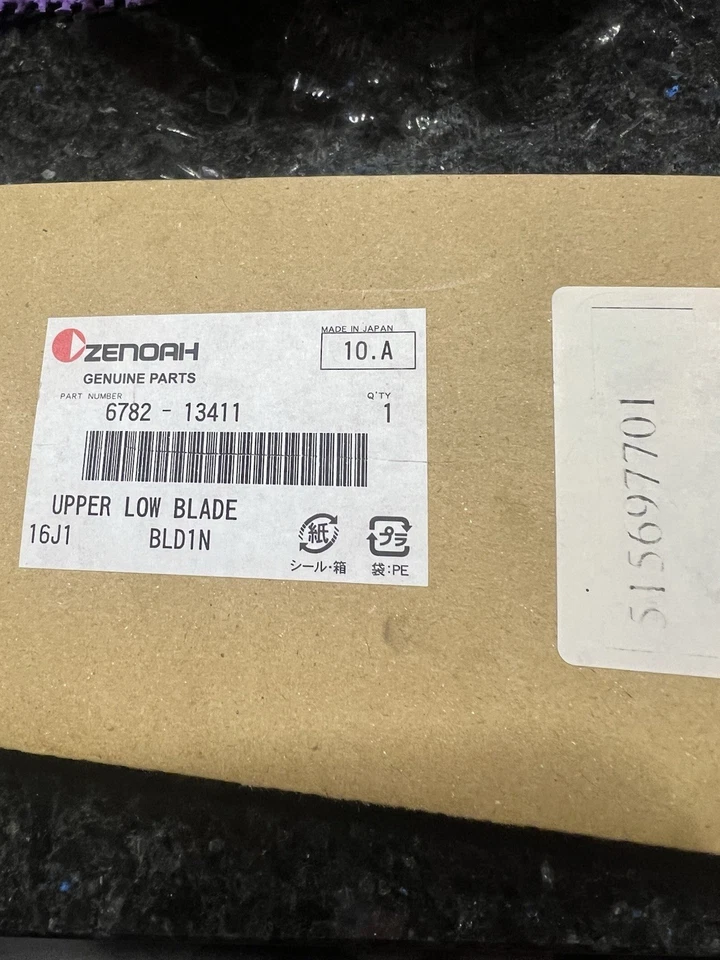 ZENOAH
GENUINE PARTS
MADE IN JAPAN
10.A
PART NUMBER
6782 - 13411
Q'TY
1
UPPER LOW BLADE
16J1 BLD1N
紙
シール・箱
プラ
袋:PE
515697701